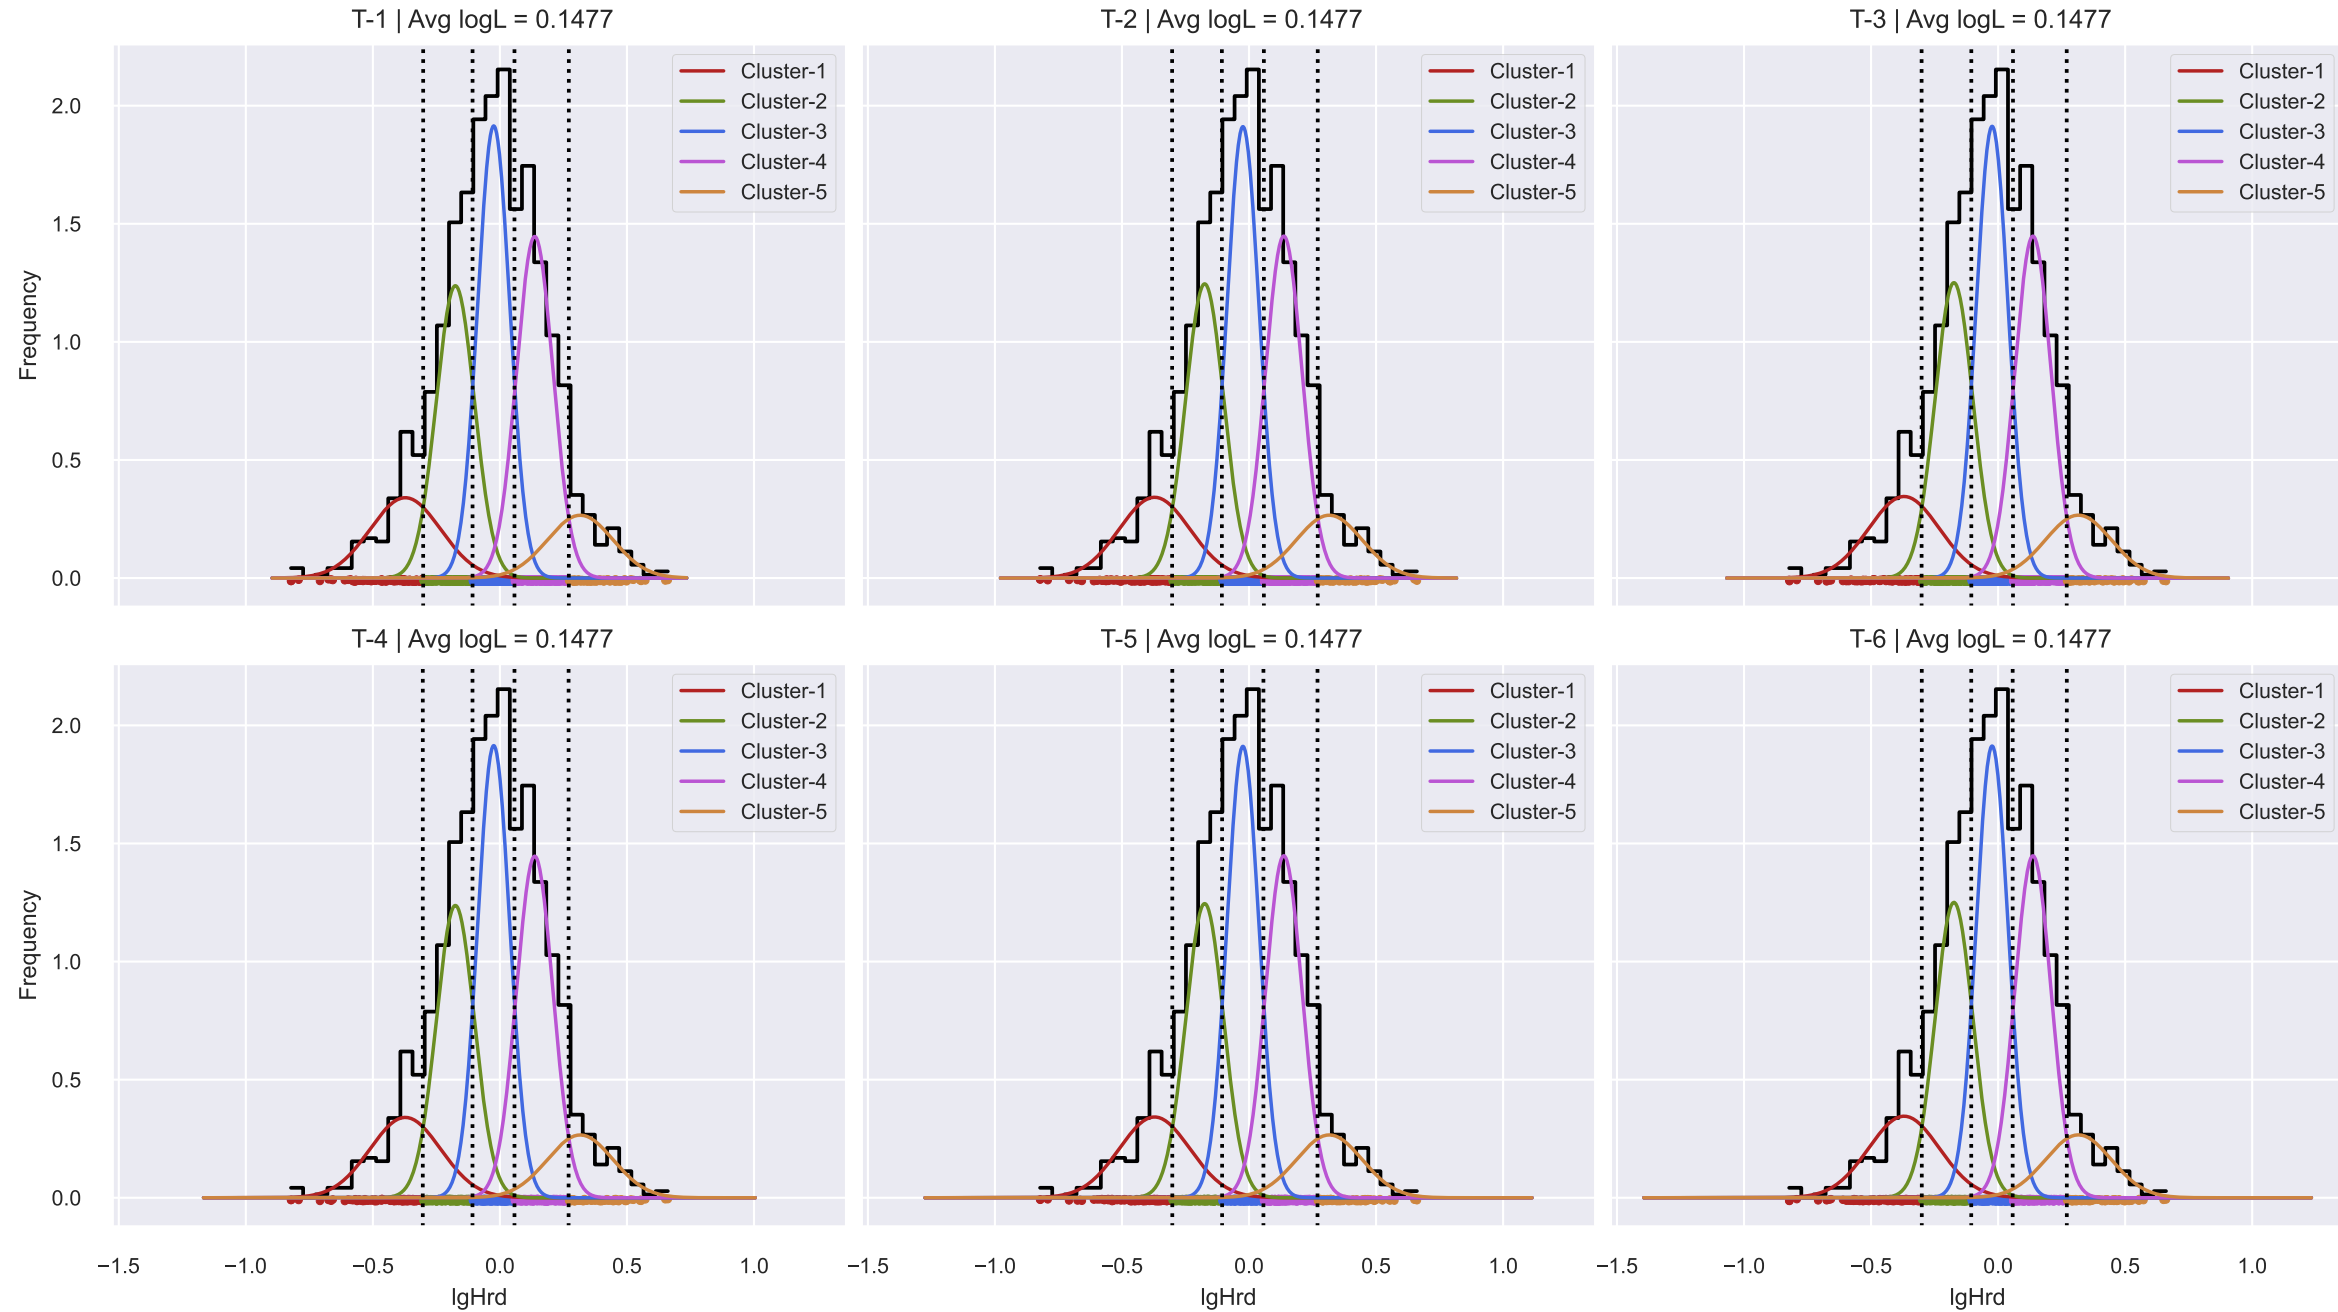 T-1 | Avg logL = 0.1477
T-2 | Avg logL = 0.1477
T-3 | Avg logL = 0.1477
Frequency
2.0
1.5
1.0
0.5
0.0
Cluster-1
Cluster-2
Cluster-3
Cluster-4
Cluster-5
Cluster-1
Cluster-2
Cluster-3
Cluster-4
Cluster-5
Cluster-1
Cluster-2
Cluster-3
Cluster-4
Cluster-5
T-4 | Avg logL = 0.1477
T-5 | Avg logL = 0.1477
T-6 | Avg logL = 0.1477
Frequency
2.0
1.5
1.0
0.5
0.0
Cluster-1
Cluster-2
Cluster-3
Cluster-4
Cluster-5
Cluster-1
Cluster-2
Cluster-3
Cluster-4
Cluster-5
Cluster-1
Cluster-2
Cluster-3
Cluster-4
Cluster-5
−1.5 −1.0 −0.5 0.0 0.5 1.0
−1.5 −1.0 −0.5 0.0 0.5 1.0
−1.5 −1.0 −0.5 0.0 0.5 1.0
lgHrd
lgHrd
lgHrd